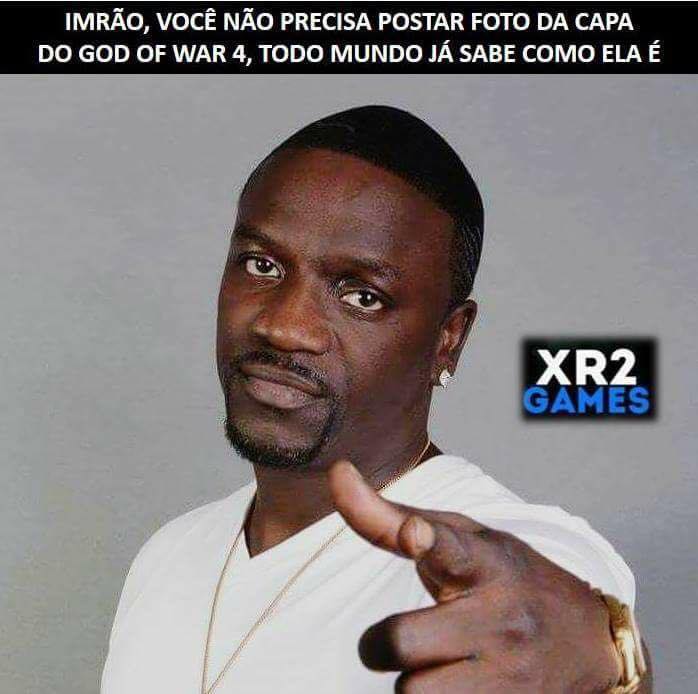 IMRÃO, VOCÊ NÃO PRECISA POSTAR FOTO DA CAPA
DO GOD OF WAR 4, TODO MUNDO JÁ SABE COMO ELA É
XR2
GAMES